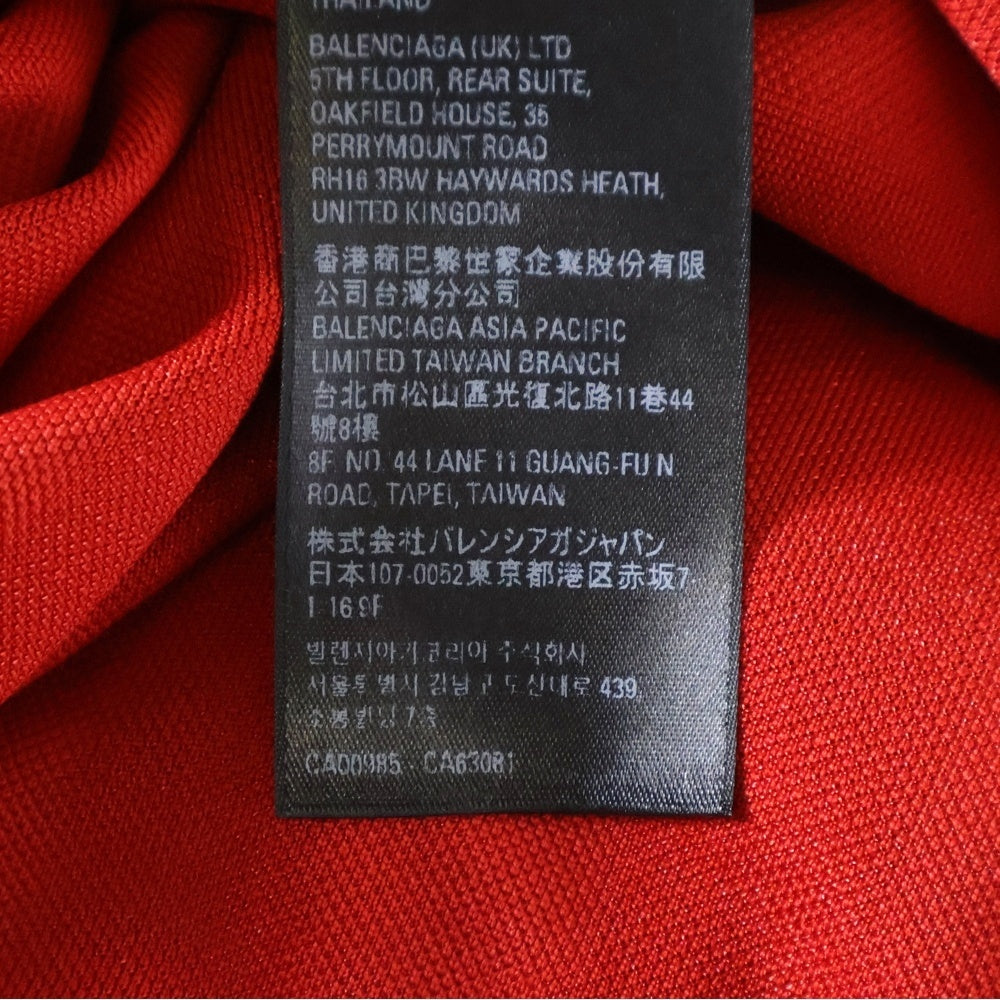 THAILAND
BALENCIAGA (UK) LTD
5TH FLOOR, REAR SUITE,
OAKFIELD HOUSE, 35
PERRYMOUNT ROAD
RH16 3BW HAYWARDS HEATH,
UNITED KINGDOM
香港商巴黎世家企業股份有限
公司台灣分公司
BALENCIAGA ASIA PACIFIC
LIMITED TAIWAN BRANCH
台北市松山區光復北路11巷44
號8樓
8F NO. 44 LANE 11 GUANG-FU N
ROAD, TAPEI, TAIWAN
株式会社バレンシアガジャパン
日本107-0052東京都港区赤坂7
1 16 9F
발렌시아가 코리아 주식회사
서울특별시 강남구 도산대로 439
7층
CA00985 - CA63081